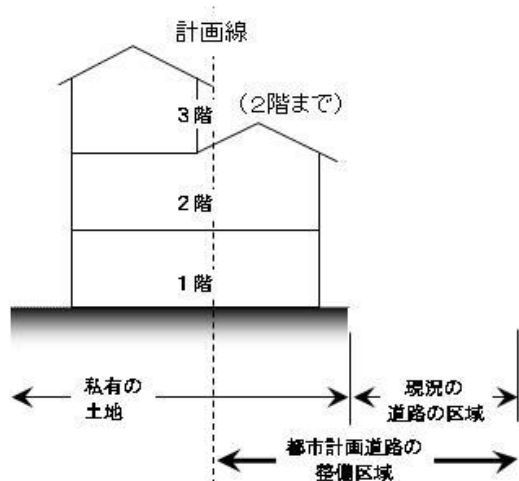 計画線
(2階まで)
3階
2階
1階
私有の
土地
現況の
道路の区域
都市計画道路の
整備区域